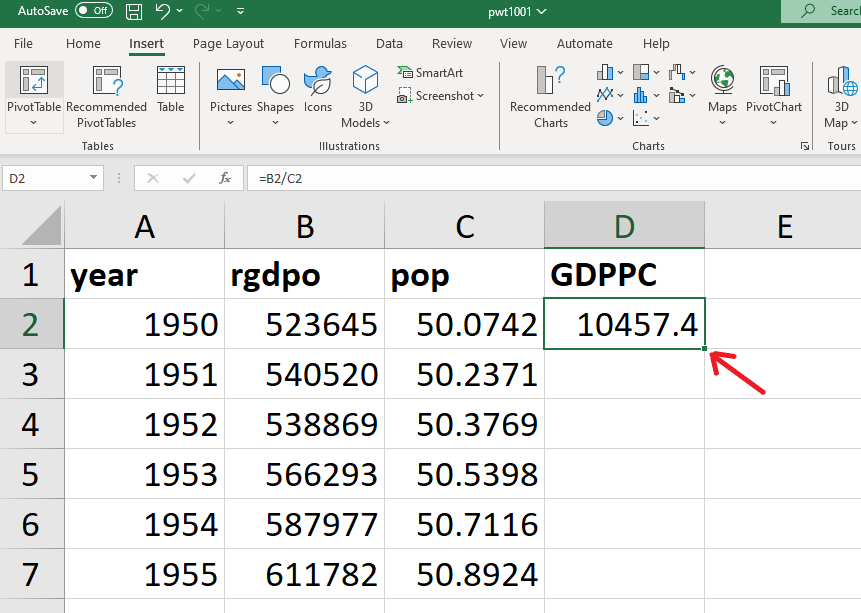 AutoSave Off pwt1001 Search
File Home Insert Page Layout Formulas Data Review View Automate Help
PivotTable
Recommended
PivotTables
Table
Tables
Pictures
Shapes
Icons
3D
Models
SmartArt
Screenshot
Illustrations
Recommended
Charts
Maps
PivotChart
Charts
3D
Map
Tours
D2 fx =B2/C2
A B C D E
1 year rgdpo pop GDPPC
2 1950 523645 50.0742 10457.4
3 1951 540520 50.2371
4 1952 538869 50.3769
5 1953 566293 50.5398
6 1954 587977 50.7116
7 1955 611782 50.8924